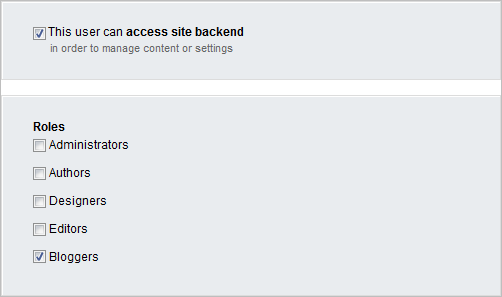 This user can access site backend
in order to manage content or settings
Roles
Administrators
Authors
Designers
Editors
Bloggers